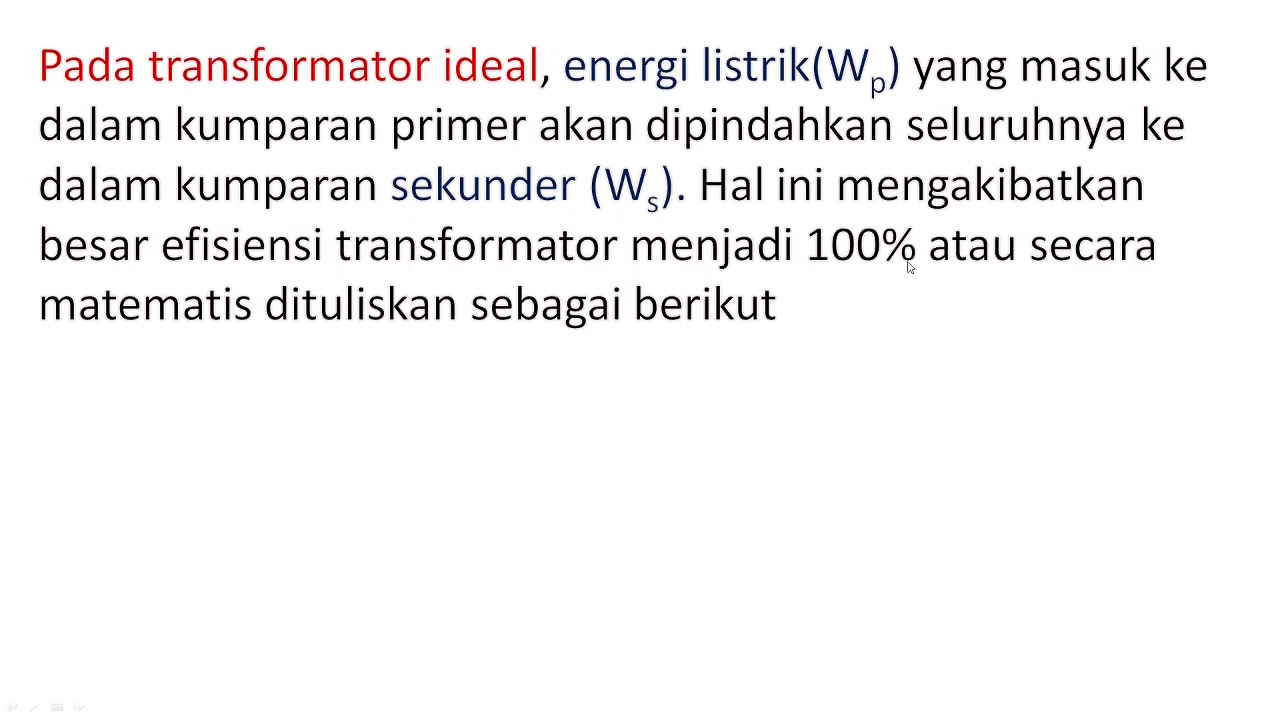 Pada transformator ideal, energi listrik(Wp) yang masuk ke
dalam kumparan primer akan dipindahkan seluruhnya ke
dalam kumparan sekunder (Ws). Hal ini mengakibatkan
besar efisiensi transformator menjadi 100% atau secara
matematis dituliskan sebagai berikut